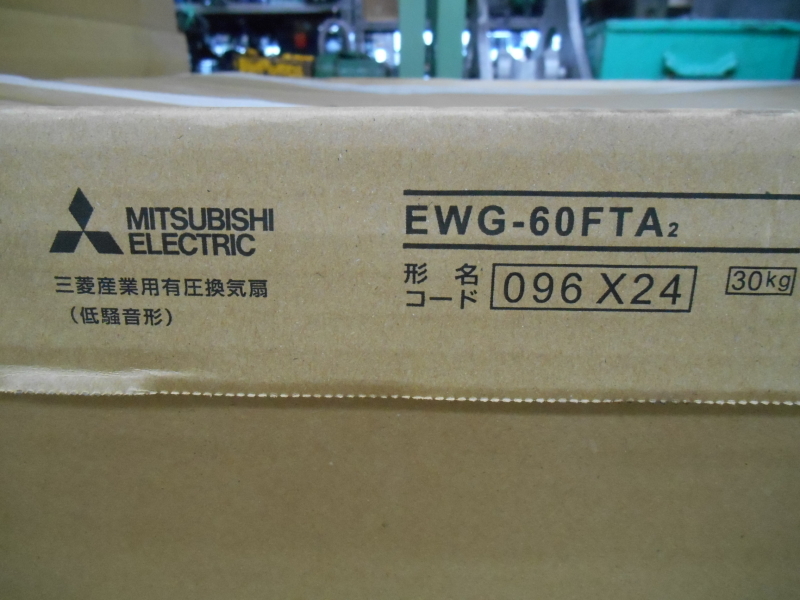 MITSUBISHI
ELECTRIC
三菱産業用有圧換気扇
（低騒音形）
EWG-60FTA2
形名
コード
096 X24
30kg